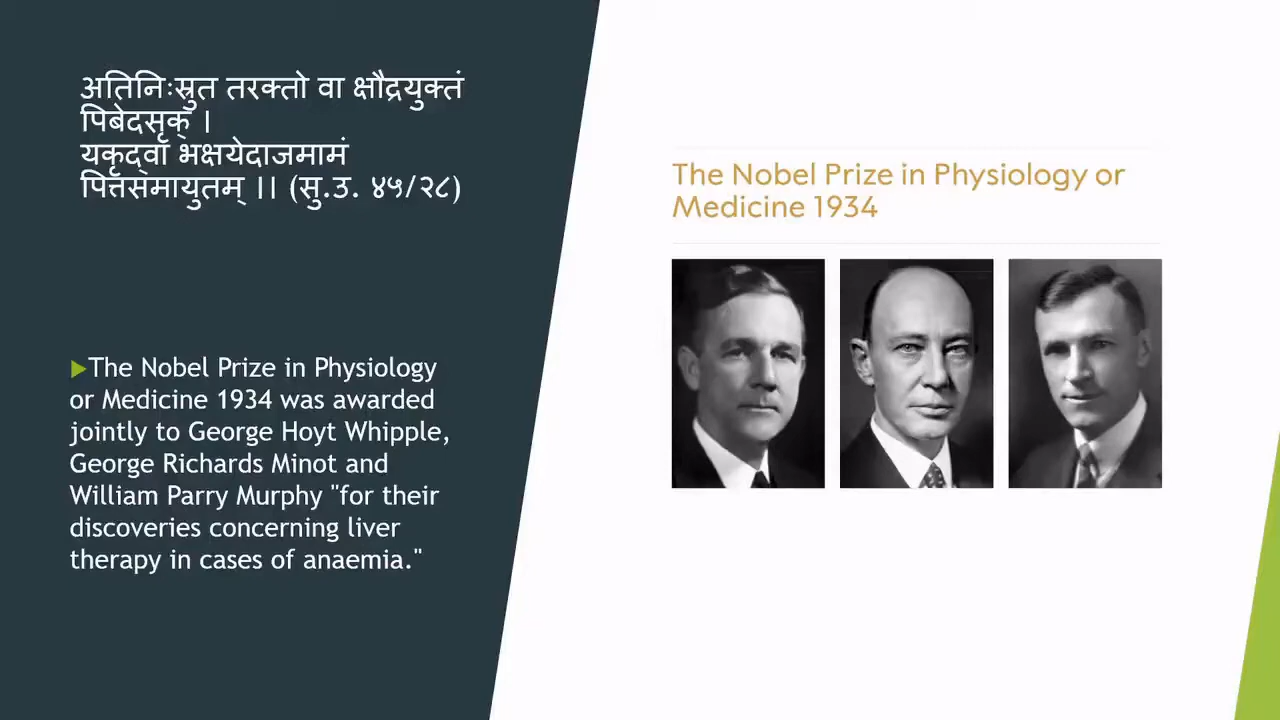 अतिनिःस्रुत तरक्तो वा क्षौद्रयुक्तं
पिबेदसृक् ।
यकृद्वा भक्षयेदाजमामं
पित्तसमायुतम् ।। (सु.उ. ४५/२८)
The Nobel Prize in Physiology
or Medicine 1934 was awarded
jointly to George Hoyt Whipple,
George Richards Minot and
William Parry Murphy "for their
discoveries concerning liver
therapy in cases of anaemia."
The Nobel Prize in Physiology or
Medicine 1934